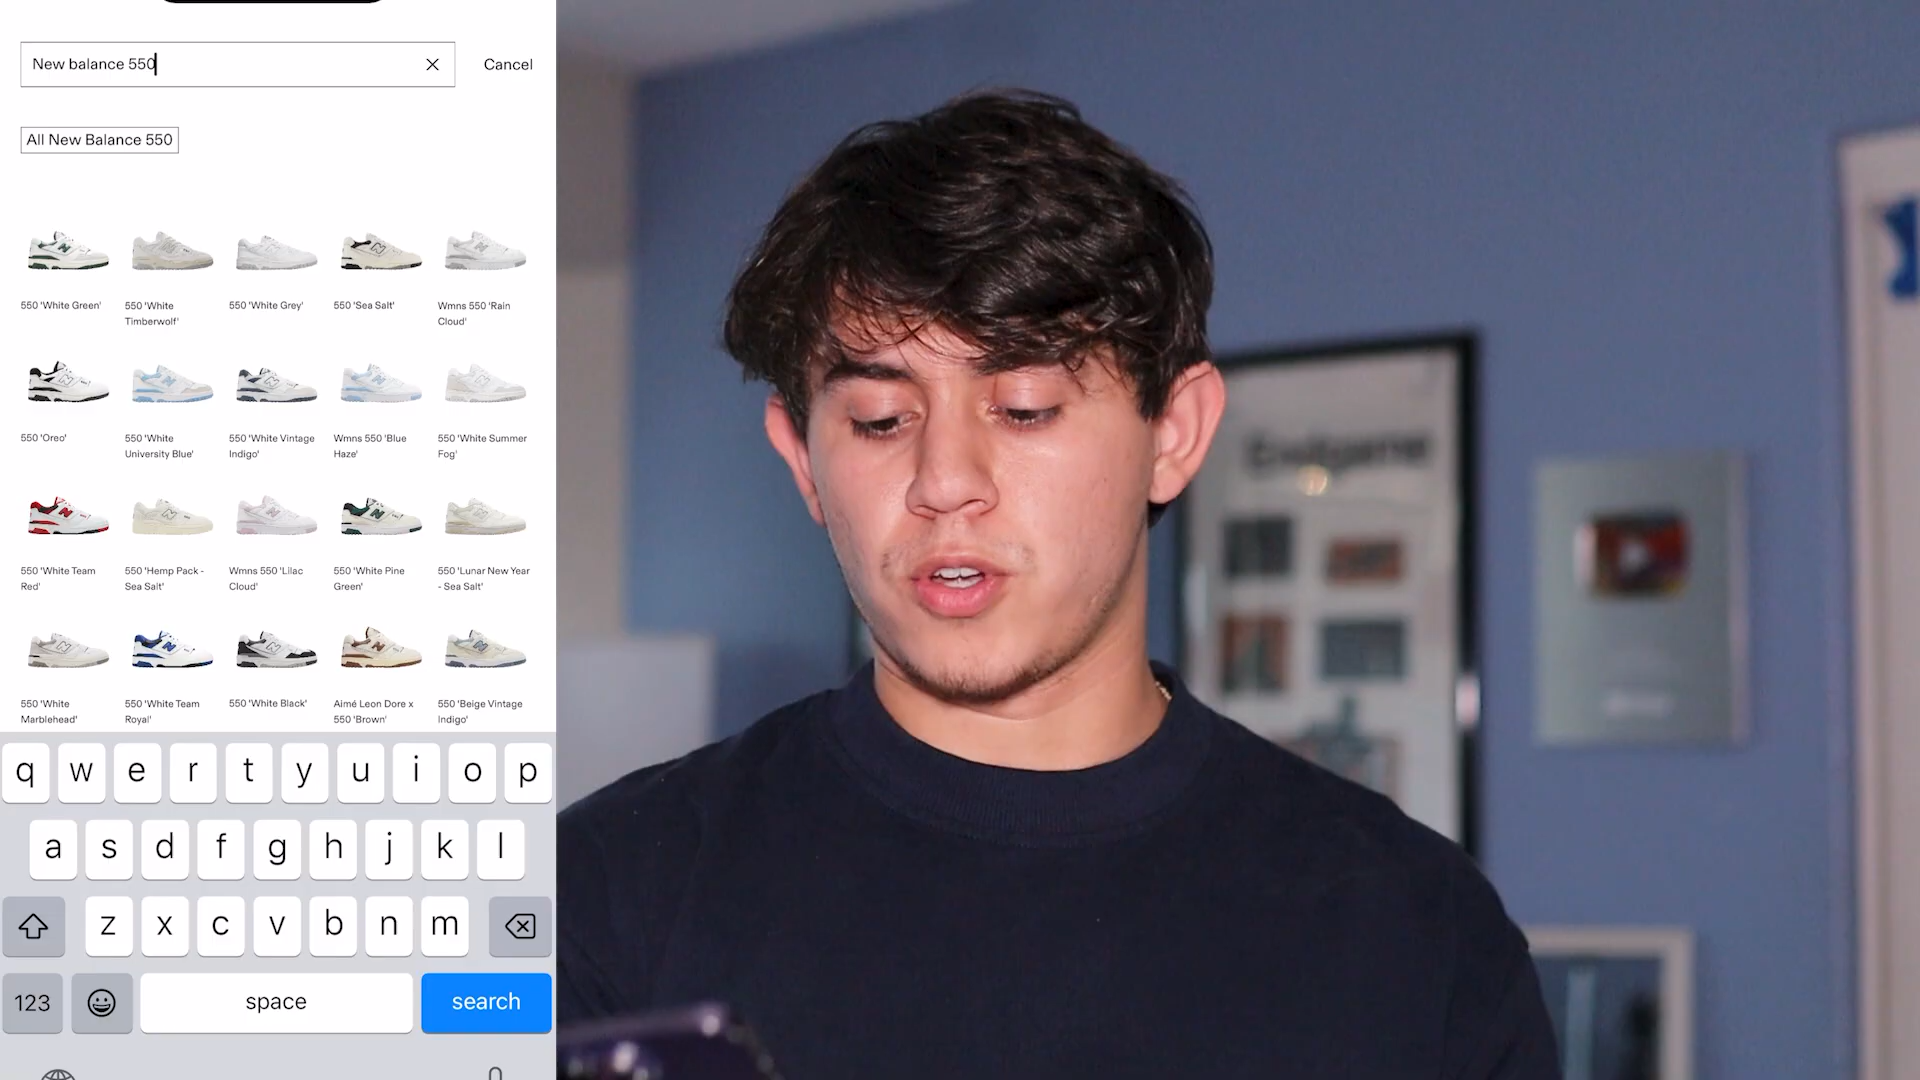 New balance 550
Cancel
All New Balance 550
550 'White Green'
550 'White
Timberwolf'
550 'White Grey'
550 'Sea Salt'
Wmns 550 'Rain
Cloud'
550 'Oreo'
550 'White
University Blue'
550 'White Vintage
Indigo'
Wmns 550 'Blue
Haze'
550 'White Summer
Fog'
550 'White Team
Red'
550 'Hemp Pack -
Sea Salt'
Wmns 550 'Lilac
Cloud'
550 'White Pine
Green'
550 'Lunar New Year
- Sea Salt'
550 'White
Marblehead'
550 'White Team
Royal'
550 'White Black'
Aimé Leon Dore x
550 'Brown'
550 'Beige Vintage
Indigo'
q w e r t y u i o p
a s d f g h j k l
z x c v b n m
123
space
search
Endgame